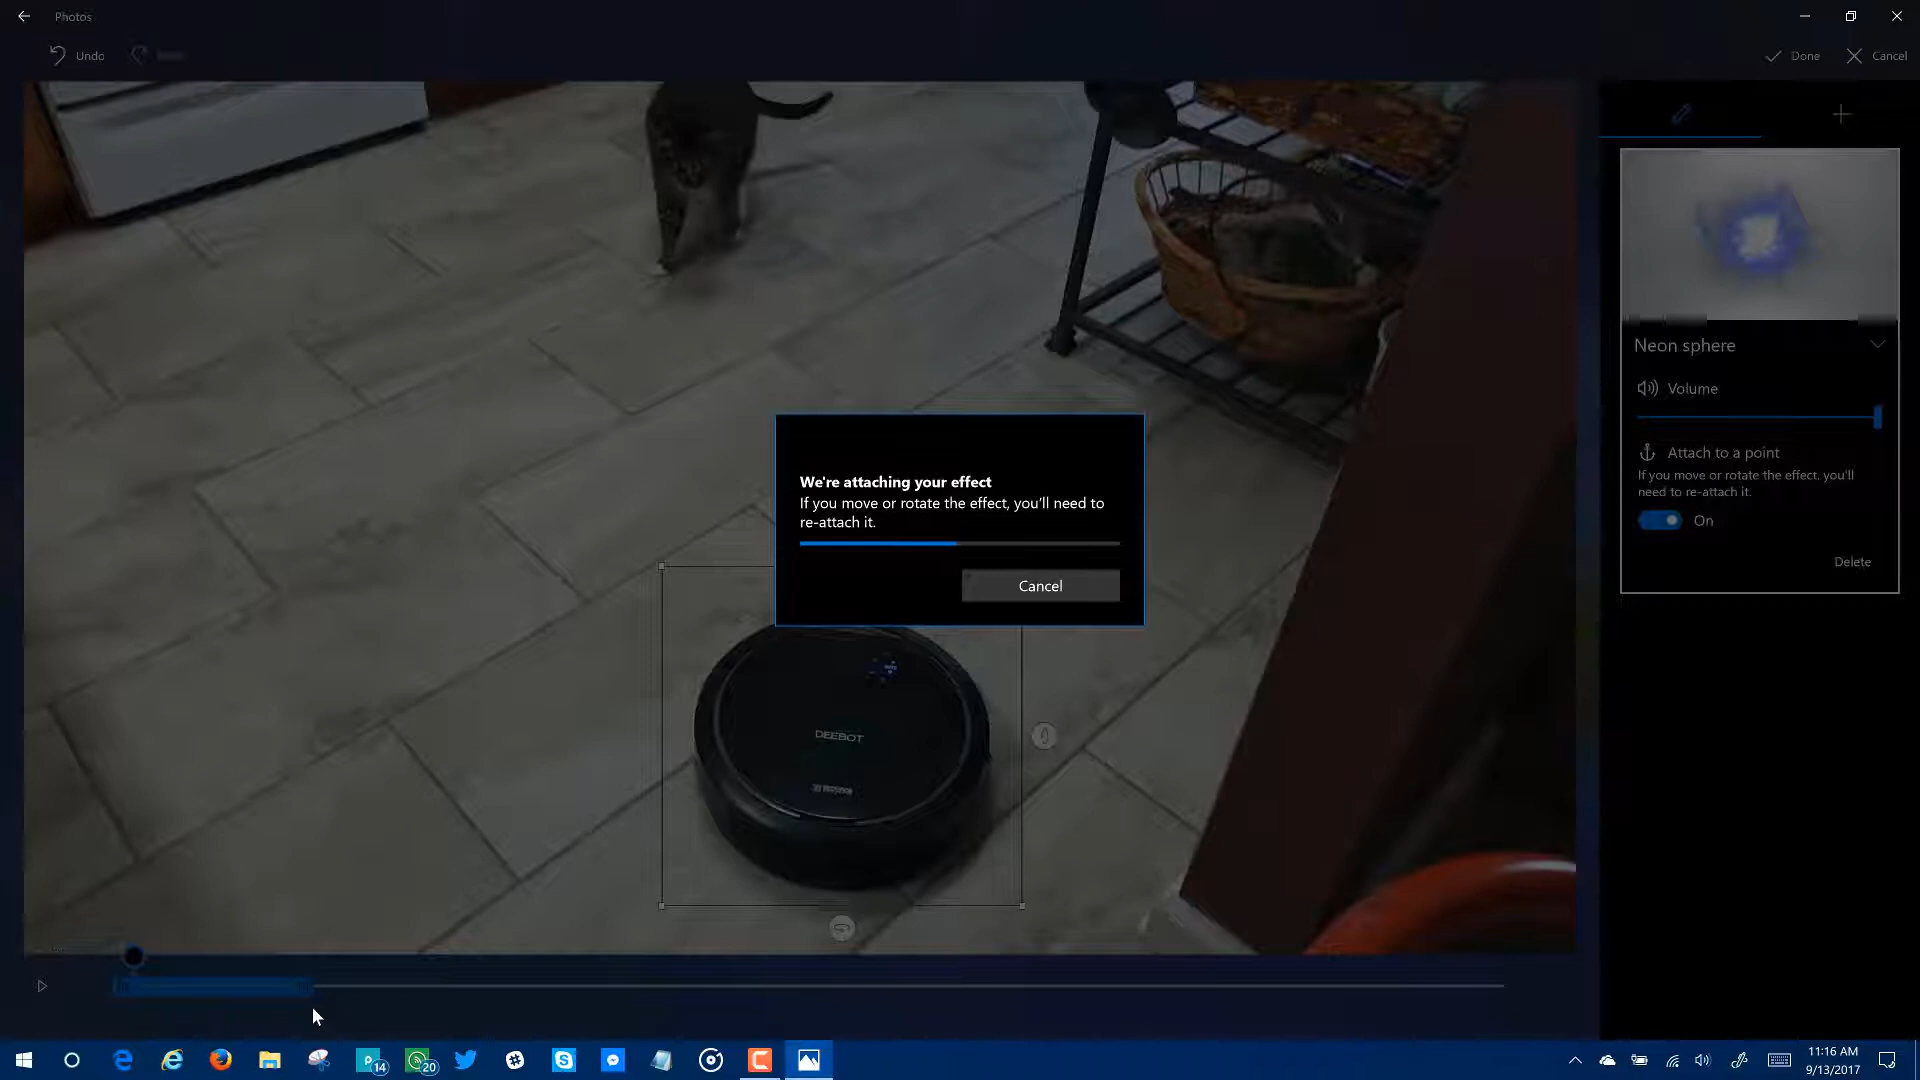 Photos
Undo
Done
Cancel
Neon sphere
Volume
Attach to a point
If you move or rotate the effect, you'll
need to re-attach it.
On
Delete
We're attaching your effect
If you move or rotate the effect, you'll need to
re-attach it.
Cancel
DEEBOT
14
20
11:16 AM
9/13/2017